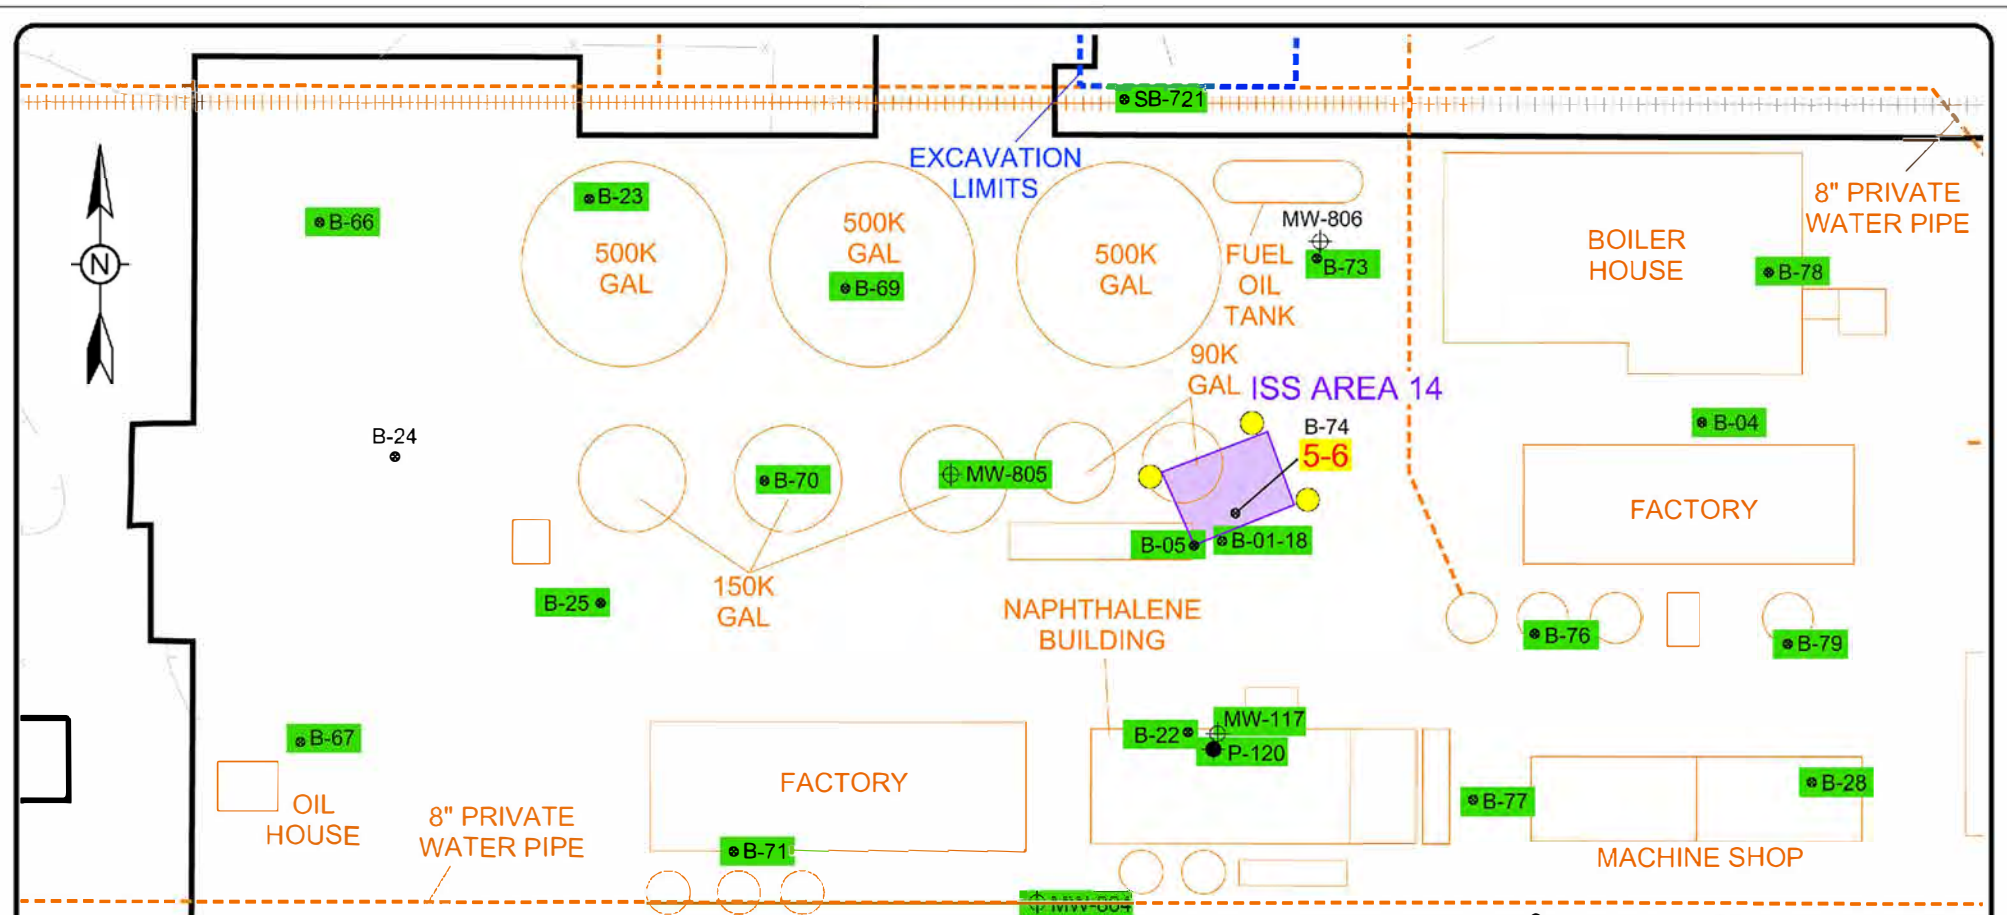 SB-721
EXCAVATION
LIMITS
8" PRIVATE
WATER PIPE
B-66
B-23
500K
GAL
500K
GAL
B-69
500K
GAL
MW-806
B-73
FUEL
OIL
TANK
BOILER
HOUSE
B-78
N
90K
GAL
ISS AREA 14
B-74
5-6
B-04
B-24
B-70
MW-805
FACTORY
B-05
B-01-18
B-25
150K
GAL
NAPHTHALENE
BUILDING
B-76
B-79
B-67
MW-117
B-22
P-120
OIL
HOUSE
FACTORY
B-77
B-28
8" PRIVATE
WATER PIPE
B-71
MACHINE SHOP
MW-804